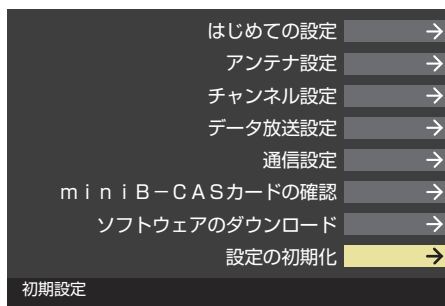 はじめての設定
アンテナ設定
チャンネル設定
データ放送設定
通信設定
ｍｉｎｉＢ－ＣＡＳカードの確認
ソフトウェアのダウンロード
設定の初期化
初期設定